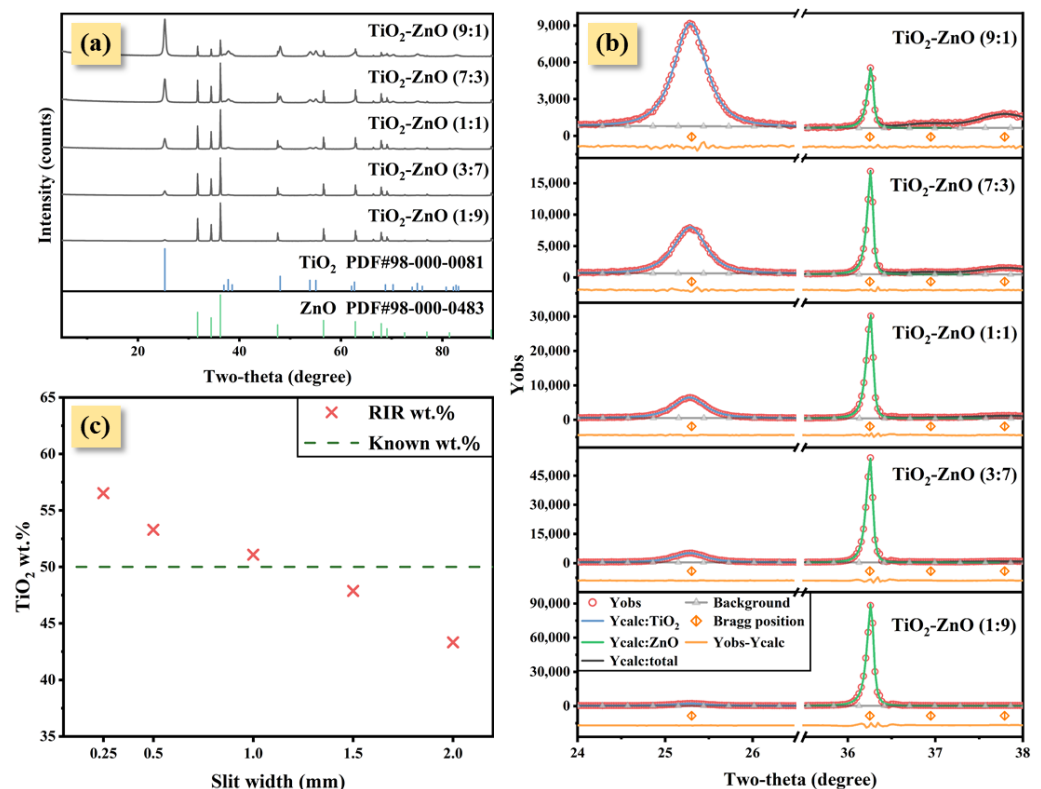 (a)
TiO2-ZnO (9:1)
TiO2-ZnO (7:3)
TiO2-ZnO (1:1)
TiO2-ZnO (3:7)
TiO2-ZnO (1:9)
TiO2 PDF#98-000-0081
ZnO PDF#98-000-0483
Intensity (counts)
20 40 60 80
Two-theta (degree)
(b)
Yobs
TiO2-ZnO (9:1)
9,000
6,000
3,000
0
TiO2-ZnO (7:3)
15,000
10,000
5,000
0
TiO2-ZnO (1:1)
30,000
20,000
10,000
0
TiO2-ZnO (3:7)
45,000
30,000
15,000
0
TiO2-ZnO (1:9)
90,000
60,000
30,000
0
Yobs Background
Ycalc:TiO2 Bragg position
Ycalc:ZnO Yobs-Ycalc
Ycalc:total
24 25 26 36 37 38
Two-theta (degree)
(c)
RIR wt.%
Known wt.%
TiO2 wt.%
65
60
55
50
45
40
35
0.25 0.5 1.0 1.5 2.0
Slit width (mm)